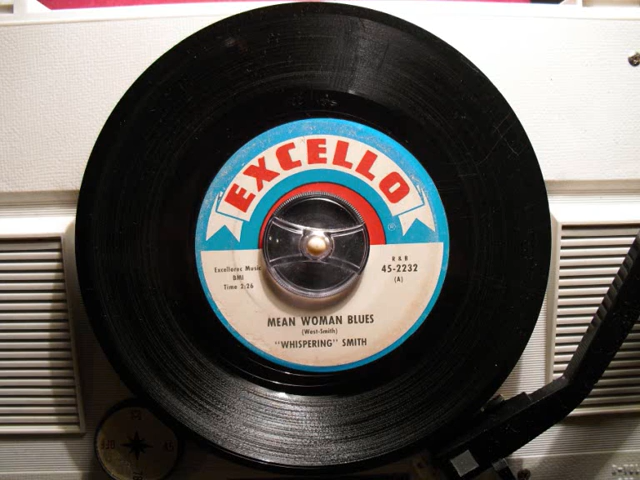 EXCELLO
®
R & B
Excellorec Music
45-2232
BMI
(A)
Time 2:26
MEAN WOMAN BLUES
(West-Smith)
"WHISPERING" SMITH